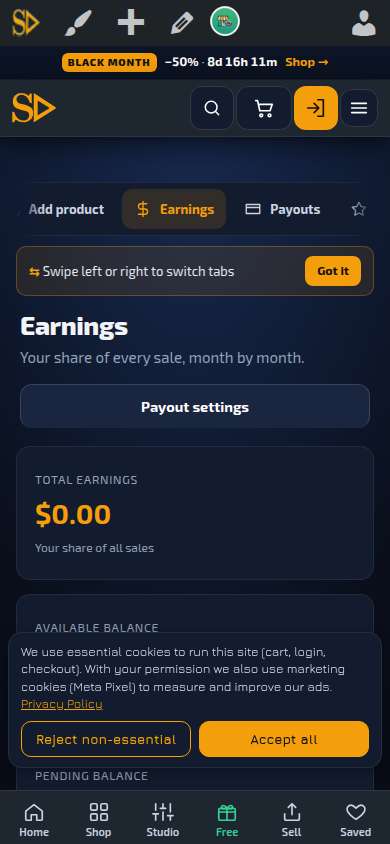 BLACK MONTH −50% · 8d 16h 11m Shop →
Add product Earnings Payouts
⇆ Swipe left or right to switch tabs Got it
Earnings
Your share of every sale, month by month.
Payout settings
TOTAL EARNINGS
$0.00
Your share of all sales
AVAILABLE BALANCE
We use essential cookies to run this site (cart, login,
checkout). With your permission we also use marketing
cookies (Meta Pixel) to measure and improve our ads.
Privacy Policy
Reject non-essential Accept all
PENDING BALANCE
Home Shop Studio Free Sell Saved